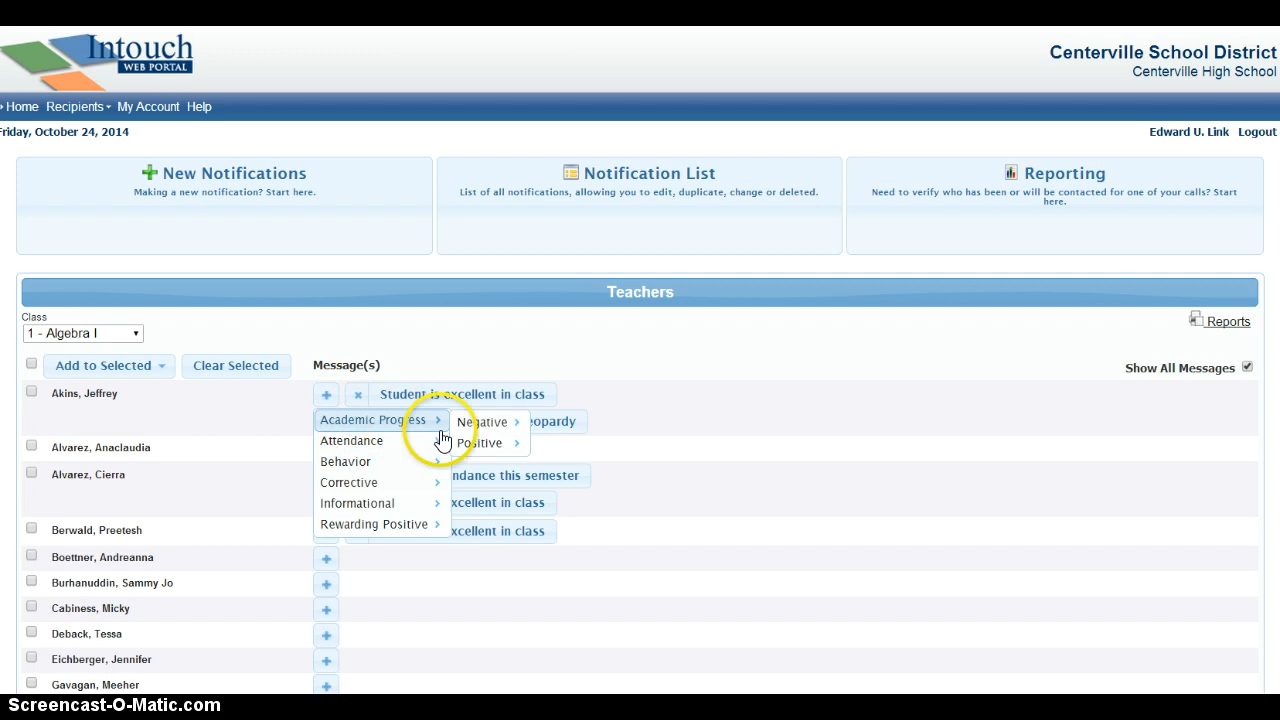 Intouch
WEB PORTAL
Centerville School District
Centerville High School
Home Recipients My Account Help
Friday, October 24, 2014
Edward U. Link Logout
New Notifications
Making a new notification? Start here.
Notification List
List of all notifications, allowing you to edit, duplicate, change or deleted.
Reporting
Need to verify who has been or will be contacted for one of your calls? Start
here.
Teachers
Class
1 - Algebra I
Reports
Add to Selected Clear Selected Message(s)
Show All Messages
Akins, Jeffrey
Student is excellent in class
Academic Progress
Negative
eopardy
Attendance
Positive
Alvarez, Anaclaudia
Behavior
Alvarez, Cierra
ndance this semester
Corrective
Informational
xcellent in class
Rewarding Positive
Berwald, Preetesh
xcellent in class
Boettner, Andreanna
Burhanuddin, Sammy Jo
Cabiness, Micky
Deback, Tessa
Eichberger, Jennifer
Gavagan, Meeher
Screencast-O-Matic.com